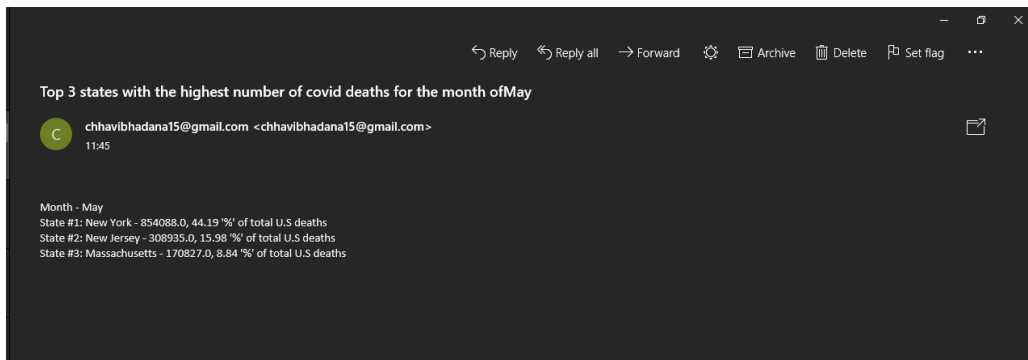 Reply Reply all Forward Archive Delete Set flag ...
Top 3 states with the highest number of covid deaths for the month ofMay
C chhavibhadana15@gmail.com <chhavibhadana15@gmail.com>
11:45
Month - May
State #1: New York - 854088.0, 44.19 '%' of total U.S deaths
State #2: New Jersey - 308935.0, 15.98 '%' of total U.S deaths
State #3: Massachusetts - 170827.0, 8.84 '%' of total U.S deaths